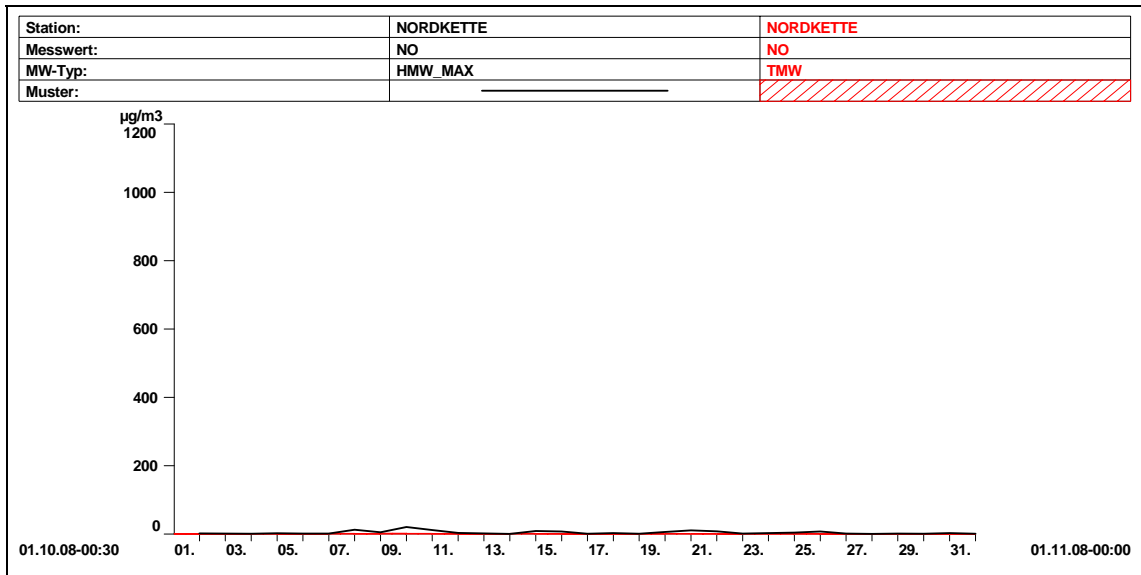 Station: NORDKETTE NORDKETTE
Messwert: NO NO
MW-Typ: HMW_MAX TMW
Muster:
µg/m3
1200
1000
800
600
400
200
0
01.10.08-00:30 01. 03. 05. 07. 09. 11. 13. 15. 17. 19. 21. 23. 25. 27. 29. 31. 01.11.08-00:00